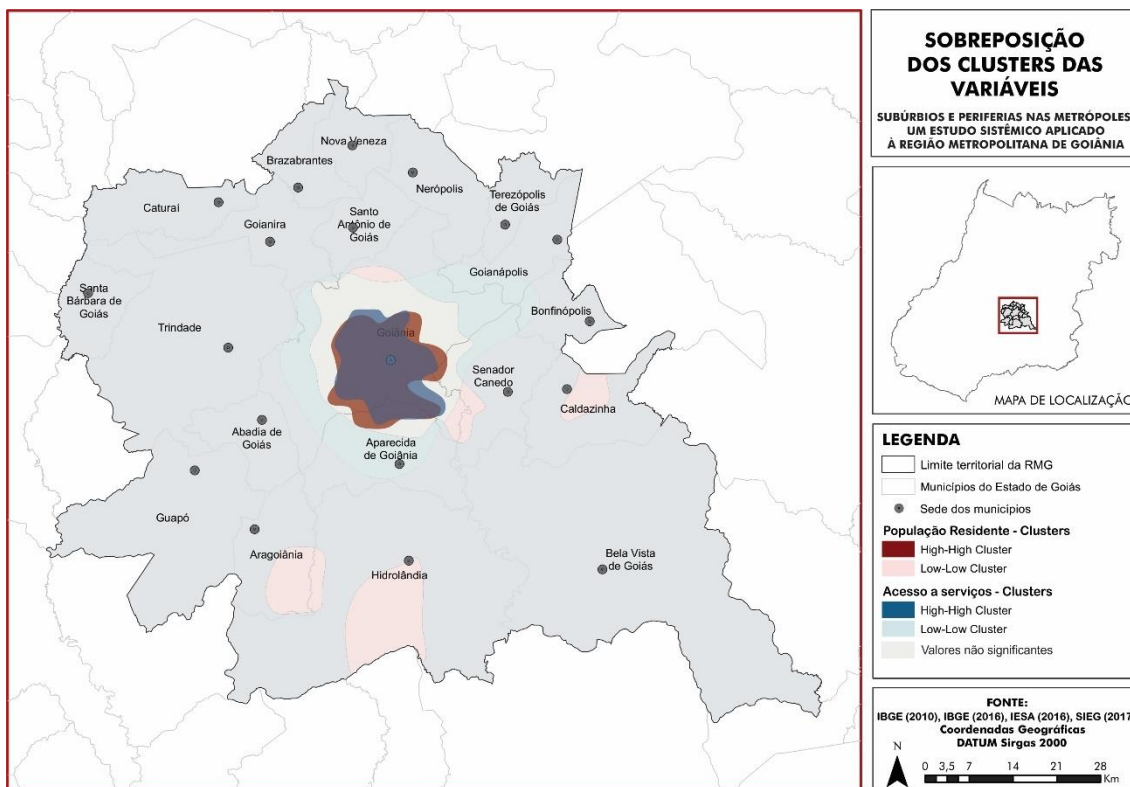 Nova Veneza
Brazabrantes
Nerópolis
Terezópolis
de Goiás
Caturaí
Goianira
Santo
Antônio de
Goiás
Goianápolis
Santa
Bárbara de
Goiás
Trindade
Goiânia
Bonfinópolis
Senador
Canedo
Caldazinha
Abadia de
Goiás
Aparecida
de Goiânia
Guapó
Aragoiânia
Hidrolândia
Bela Vista
de Goiás
SOBREPOSIÇÃO
DOS CLUSTERS DAS
VARIÁVEIS
SUBÚRBIOS E PERIFERIAS NAS METRÓPOLES
UM ESTUDO SISTÊMICO APLICADO
À REGIÃO METROPOLITANA DE GOIÂNIA
MAPA DE LOCALIZAÇÃO
LEGENDA
Limite territorial da RMG
Municípios do Estado de Goiás
Sede dos municípios
População Residente - Clusters
High-High Cluster
Low-Low Cluster
Acesso a serviços - Clusters
High-High Cluster
Low-Low Cluster
Valores não significantes
FONTE:
IBGE (2010), IBGE (2016), IESA (2016), SIEG (2017
Coordenadas Geográficas
DATUM Sirgas 2000
N
0 3,5 7 14 21 28
Km